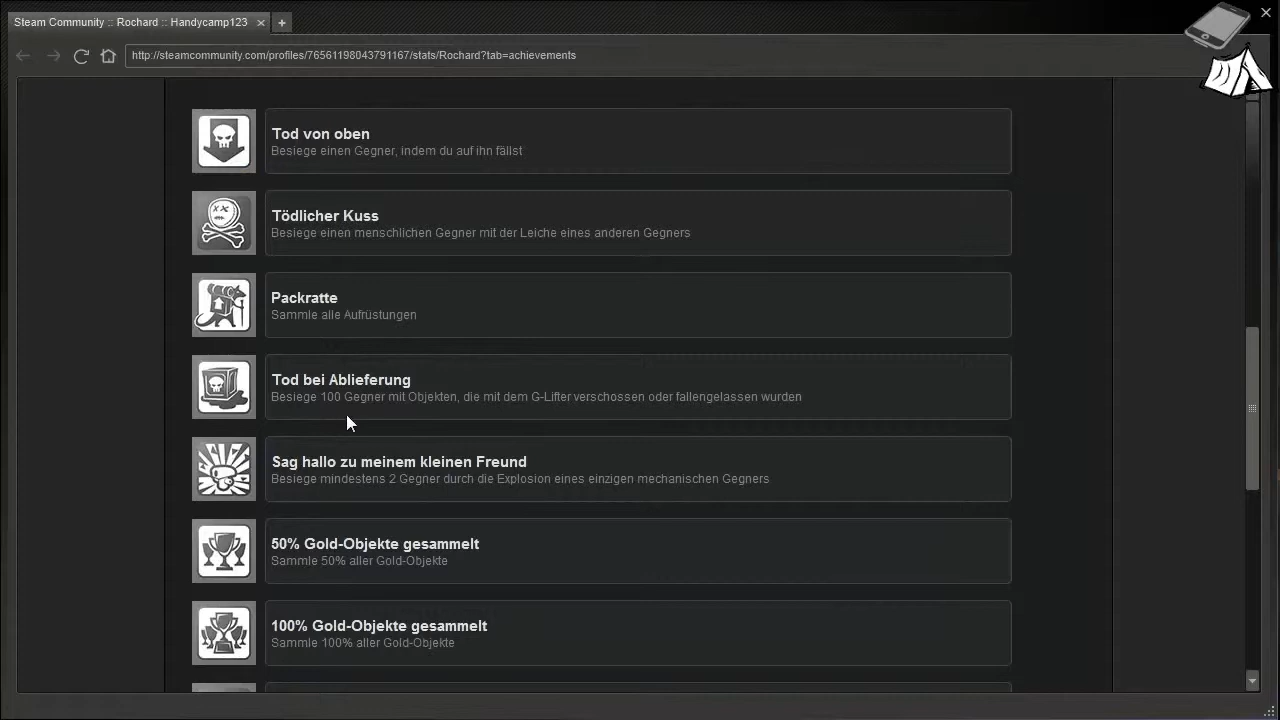 Steam Community :: Rochard :: Handycamp123
http://steamcommunity.com/profiles/76561198043791167/stats/Rochard?tab=achievements
Tod von oben
Besiege einen Gegner, indem du auf ihn fällst
Tödlicher Kuss
Besiege einen menschlichen Gegner mit der Leiche eines anderen Gegners
Packratte
Sammle alle Aufrüstungen
Tod bei Ablieferung
Besiege 100 Gegner mit Objekten, die mit dem G-Lifter verschossen oder fallengelassen wurden
Sag hallo zu meinem kleinen Freund
Besiege mindestens 2 Gegner durch die Explosion eines einzigen mechanischen Gegners
50% Gold-Objekte gesammelt
Sammle 50% aller Gold-Objekte
100% Gold-Objekte gesammelt
Sammle 100% aller Gold-Objekte